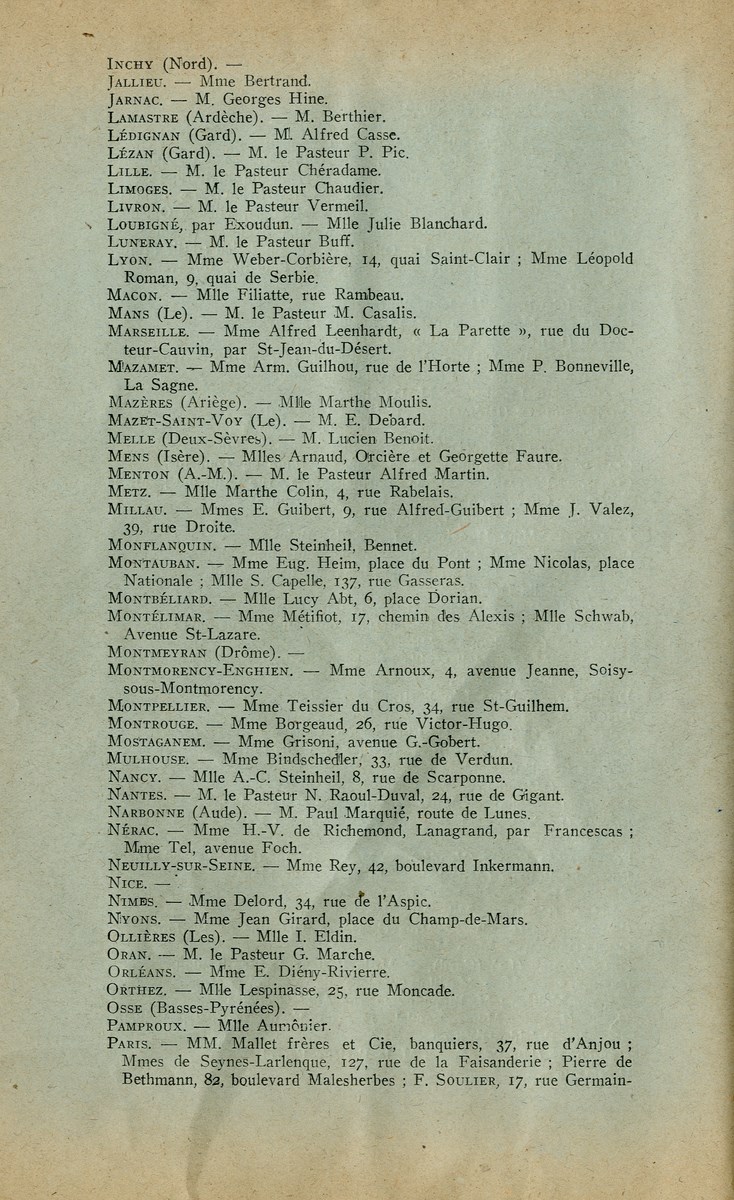 INCHY (Nord). —
JALLIEU. — Mme Bertrand.
JARNAC. — M. Georges Hine.
LAMASTRE (Ardèche). — M. Berthier.
LÉDIGNAN (Gard). — M. Alfred Casse.
LÉZAN (Gard). — M. le Pasteur P. Pic.
LILLE. — M. le Pasteur Chéradame.
LIMOGES. — M. le Pasteur Chaudier.
LIVRON. — M. le Pasteur Vermeil.
LOUBIGNÉ, par Exoudun. — Mlle Julie Blanchard.
LUNERAY. — M. le Pasteur Buff.
LYON. — Mme Weber-Corbière, 14, quai Saint-Clair ; Mme Léopold
Roman, 9, quai de Serbie.
MACON. — Mlle Filiatte, rue Rambeau.
MANS (Le). — M. le Pasteur M. Casalis.
MARSEILLE. — Mme Alfred Leenhardt, « La Parette », rue du Doc-
teur-Cauvin, par St-Jean-du-Désert.
MAZAMET. — Mme Arm. Guilhou, rue de l'Horte ; Mme P. Bonneville,
La Sagne.
MAZÈRES (Ariège). — Mlle Marthe Moulis.
MAZET-SAINT-VOY (Le). — M. E. Debard.
MELLE (Deux-Sèvres). — M. Lucien Benoit.
MENS (Isère). — Mlles Arnaud, Orcière et Georgette Faure.
MENTON (A.-M.). — M. le Pasteur Alfred Martin.
METZ. — Mlle Marthe Colin, 4, rue Rabelais.
MILLAU. — Mmes E. Guibert, 9, rue Alfred-Guibert ; Mme J. Valez,
39, rue Droite.
MONFLANQUIN. — Mlle Steinheil, Bennet.
MONTAUBAN. — Mme Eug. Heim, place du Pont ; Mme Nicolas, place
Nationale ; Mlle S. Capelle, 137, rue Gasseras.
MONTBÉLIARD. — Mlle Lucy Abt, 6, place Dorian.
MONTÉLIMAR. — Mme Métifiot, 17, chemin des Alexis ; Mlle Schwab,
Avenue St-Lazare.
MONTMEYRAN (Drôme). —
MONTMORENCY-ENGHIEN. — Mme Arnoux, 4, avenue Jeanne, Soisy-
sous-Montmorency.
MONTPELLIER. — Mme Teissier du Cros, 34, rue St-Guilhem.
MONTROUGE. — Mme Borgeaud, 26, rue Victor-Hugo.
MOSTAGANEM. — Mme Grisoni, avenue G.-Gobert.
MULHOUSE. — Mme Bindschedler, 33, rue de Verdun.
NANCY. — Mlle A.-C. Steinheil, 8, rue de Scarponne.
NANTES. — M. le Pasteur N. Raoul-Duval, 24, rue de Gigant.
NARBONNE (Aude). — M. Paul Marquié, route de Lunes.
NÉRAC. — Mme H.-V. de Richemond, Lanagrand, par Francescas ;
Mme Tel, avenue Foch.
NEUILLY-SUR-SEINE. — Mme Rey, 42, boulevard Inkermann.
NICE. —
NIMES. — Mme Delord, 34, rue de l'Aspic.
NYONS. — Mme Jean Girard, place du Champ-de-Mars.
OLLIÈRES (Les). — Mlle I. Eldin.
ORAN. — M. le Pasteur G. Marche.
ORLÉANS. — Mme E. Diény-Rivierre.
ORTHEZ. — Mlle Lespinasse, 25, rue Moncade.
OSSE (Basses-Pyrénées). —
PAMPROUX. — Mlle Aumônier.
PARIS. — MM. Mallet frères et Cie, banquiers, 37, rue d'Anjou ;
Mmes de Seynes-Larlenque, 127, rue de la Faisanderie ; Pierre de
Bethmann, 82, boulevard Malesherbes ; F. SOULIER, 17, rue Germain-